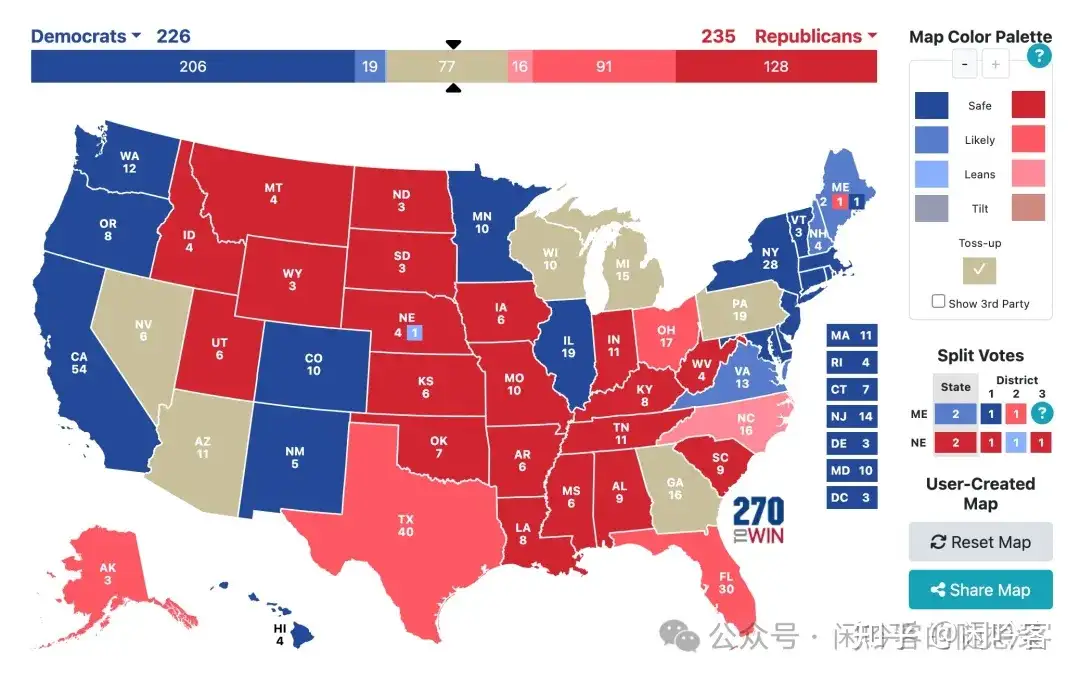 Democrats 226
235 Republicans
206 19 77 16 91 128
Map Color Palette
- +
?
Safe
Likely
Leans
Tilt
Toss-up
Show 3rd Party
WA
12
OR
8
CA
54
NV
6
ID
4
MT
4
WY
3
UT
6
AZ
11
CO
10
NM
5
ND
3
SD
3
NE
4 1
KS
6
OK
7
TX
40
MN
10
IA
6
MO
10
AR
6
LA
8
WI
10
IL
19
MI
15
IN
11
OH
17
KY
8
TN
11
MS
6
AL
9
GA
16
FL
30
SC
9
NC
16
VA
13
WV
4
PA
19
NY
28
VT
3
NH
4
ME
2 1 1
AK
3
HI
4
MA 11
RI 4
CT 7
NJ 14
DE 3
MD 10
DC 3
270
TO WIN
Split Votes
State District
1 2 3
ME 2 1 1 ?
NE 2 1 1 1
User-Created
Map
Reset Map
Share Map
公众号 · 闲
知乎 @